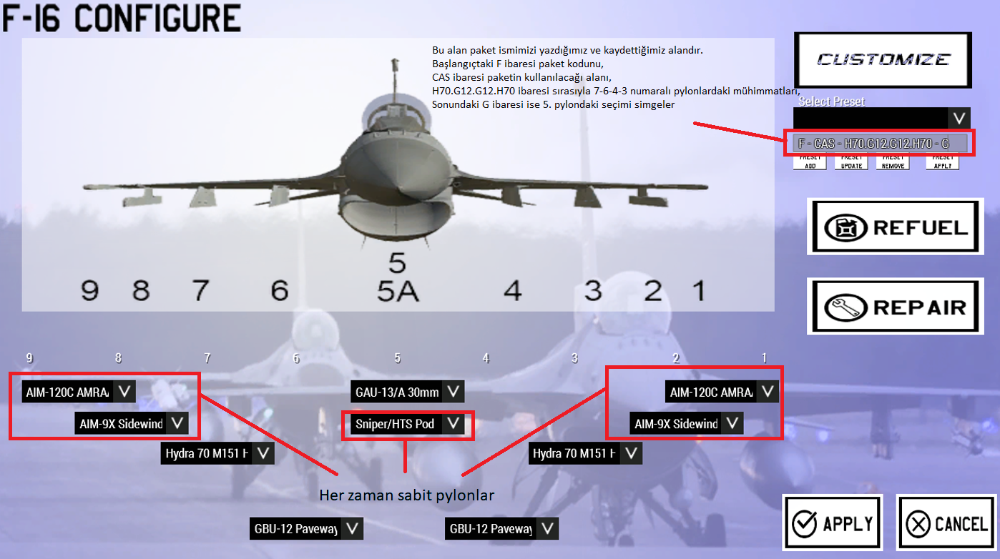 F-16 CONFIGURE
Bu alan paket ismimizi yazdığımız ve kaydettiğimiz alandır.
Başlangıçtaki F ibaresi paket kodunu,
CAS ibaresi paketin kullanılacağı alanı,
H70.G12.G12.H70 ibaresi sırasıyla 7-6-4-3 numaralı pylonlardaki mühimmatları,
Sonundaki G ibaresi ise 5. pylondaki seçimi simgeler
CUSTOMIZE
Select Preset
F - CAS - H70.G12.G12.H70 - G
PRESET ADD
PRESET UPDATE
PRESET REMOVE
PRESET APPLY
REFUEL
REPAIR
5
9 8 7 6 5A 4 3 2 1
9 8 7 6 5 4 3 2 1
AIM-120C AMRA
GAU-13/A 30mm
AIM-120C AMRA
AIM-9X Sidewind
Sniper/HTS Pod
AIM-9X Sidewind
Hydra 70 M151 H
Hydra 70 M151 H
Her zaman sabit pylonlar
GBU-12 Paveway
GBU-12 Paveway
APPLY
CANCEL